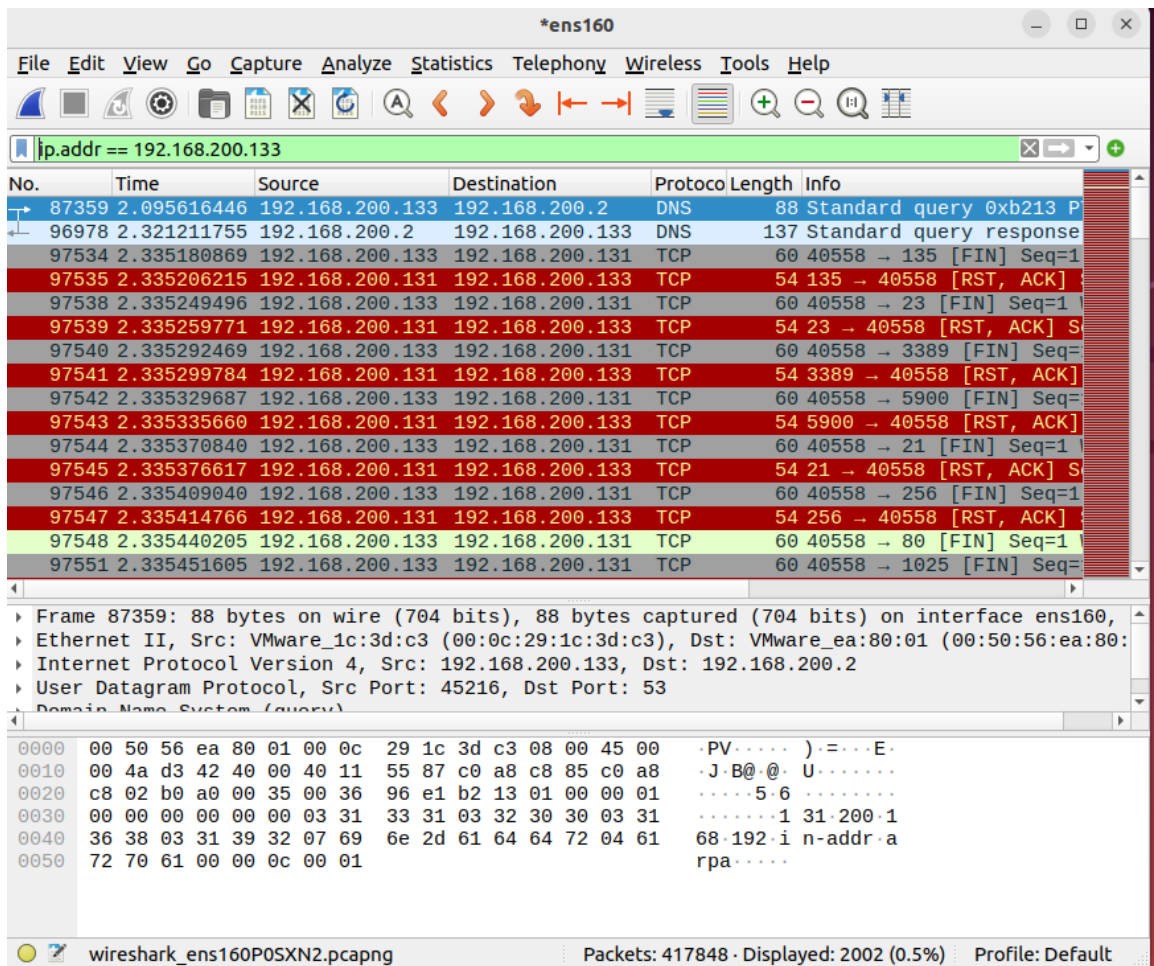 *ens160
File Edit View Go Capture Analyze Statistics Telephony Wireless Tools Help
ip.addr == 192.168.200.133
No. Time Source Destination Protoco Length Info
87359 2.095616446 192.168.200.133 192.168.200.2 DNS 88 Standard query 0xb213 P
96978 2.321211755 192.168.200.2 192.168.200.133 DNS 137 Standard query response
97534 2.335180869 192.168.200.133 192.168.200.131 TCP 60 40558 → 135 [FIN] Seq=1
97535 2.335206215 192.168.200.131 192.168.200.133 TCP 54 135 → 40558 [RST, ACK]
97538 2.335249496 192.168.200.133 192.168.200.131 TCP 60 40558 → 23 [FIN] Seq=1
97539 2.335259771 192.168.200.131 192.168.200.133 TCP 54 23 → 40558 [RST, ACK] S
97540 2.335292469 192.168.200.133 192.168.200.131 TCP 60 40558 → 3389 [FIN] Seq=
97541 2.335299784 192.168.200.131 192.168.200.133 TCP 54 3389 → 40558 [RST, ACK]
97542 2.335329687 192.168.200.133 192.168.200.131 TCP 60 40558 → 5900 [FIN] Seq=
97543 2.335335660 192.168.200.131 192.168.200.133 TCP 54 5900 → 40558 [RST, ACK]
97544 2.335370840 192.168.200.133 192.168.200.131 TCP 60 40558 → 21 [FIN] Seq=1
97545 2.335376617 192.168.200.131 192.168.200.133 TCP 54 21 → 40558 [RST, ACK] S
97546 2.335409040 192.168.200.133 192.168.200.131 TCP 60 40558 → 256 [FIN] Seq=1
97547 2.335414766 192.168.200.131 192.168.200.133 TCP 54 256 → 40558 [RST, ACK]
97548 2.335440205 192.168.200.133 192.168.200.131 TCP 60 40558 → 80 [FIN] Seq=1
97551 2.335451605 192.168.200.133 192.168.200.131 TCP 60 40558 → 1025 [FIN] Seq=
Frame 87359: 88 bytes on wire (704 bits), 88 bytes captured (704 bits) on interface ens160,
Ethernet II, Src: VMware_1c:3d:c3 (00:0c:29:1c:3d:c3), Dst: VMware_ea:80:01 (00:50:56:ea:80:
Internet Protocol Version 4, Src: 192.168.200.133, Dst: 192.168.200.2
User Datagram Protocol, Src Port: 45216, Dst Port: 53
Domain Name System (query)
0000 00 50 56 ea 80 01 00 0c 29 1c 3d c3 08 00 45 00 ·PV····· )·=···E·
0010 00 4a d3 42 40 00 40 11 55 87 c0 a8 c8 85 c0 a8 ·J·B@·@· U·······
0020 c8 02 b0 a0 00 35 00 36 96 e1 b2 13 01 00 00 01 ·····5·6 ········
0030 00 00 00 00 00 00 03 31 33 31 03 32 30 30 03 31 ·······1 31·200·1
0040 36 38 03 31 39 32 07 69 6e 2d 61 64 64 72 04 61 68·192·i n-addr·a
0050 72 70 61 00 00 0c 00 01 rpa·····
wireshark_ens160P0SXN2.pcapng Packets: 417848 · Displayed: 2002 (0.5%) Profile: Default